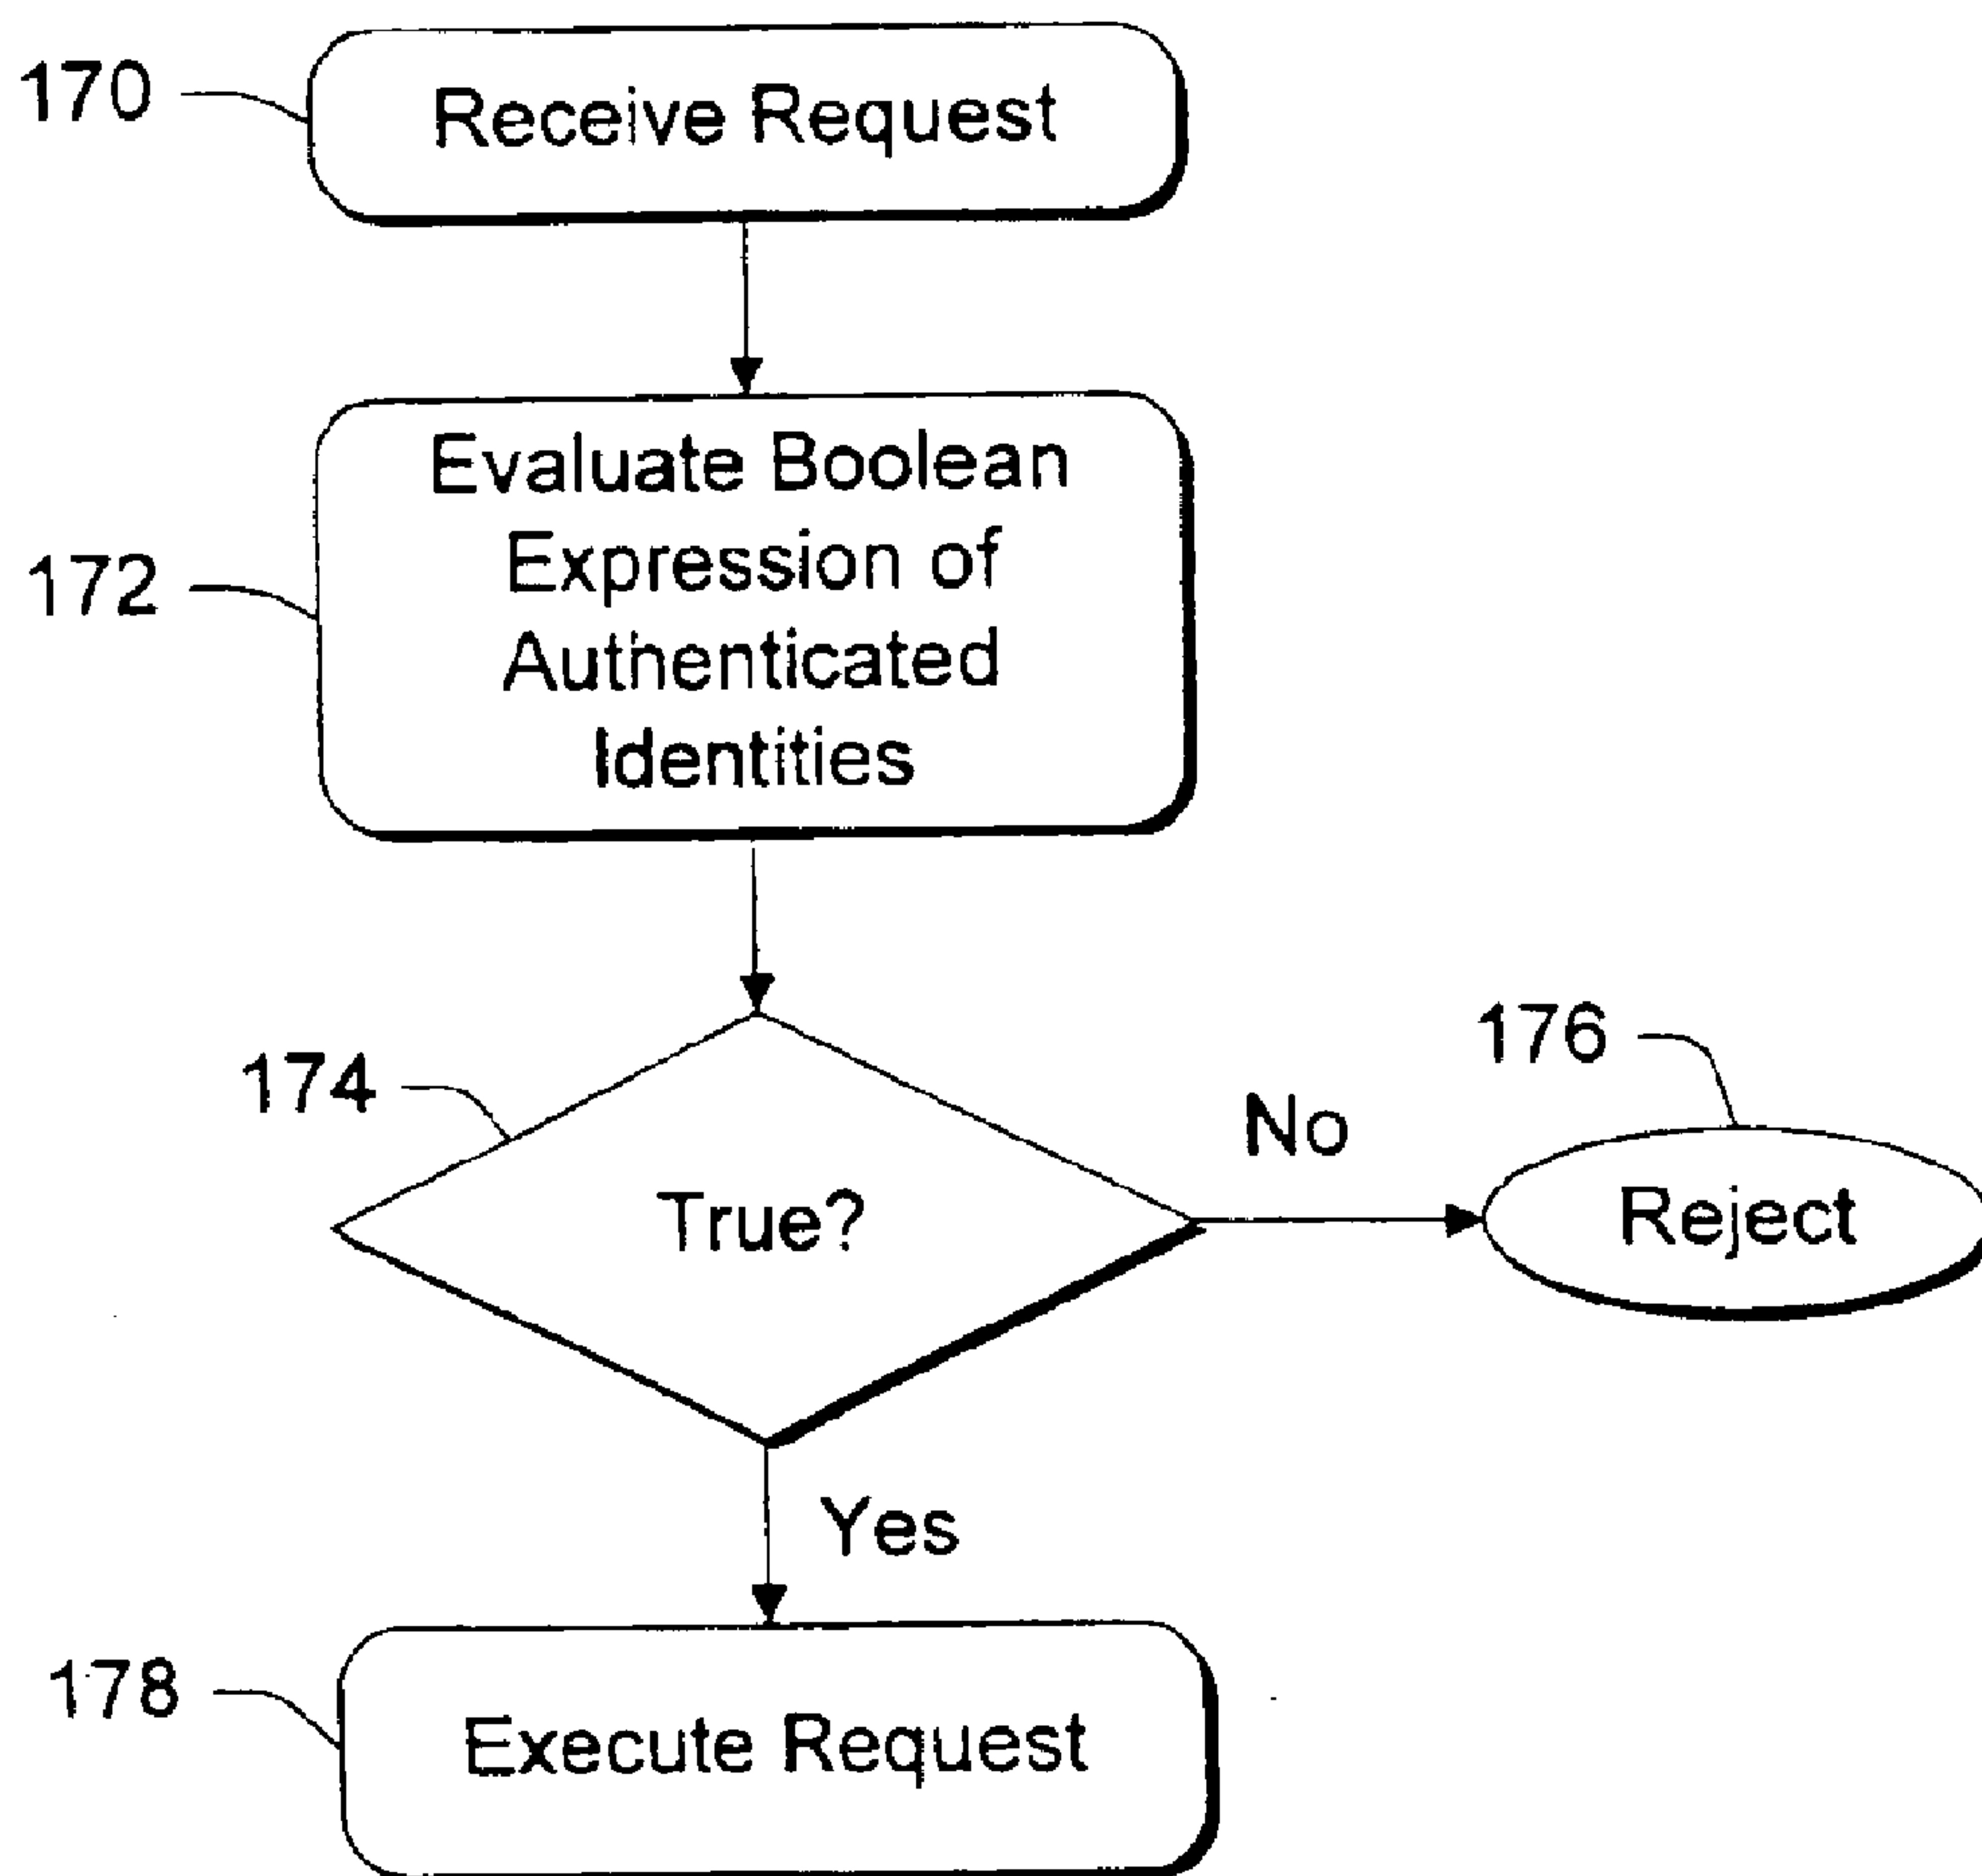 170
Receive Request
172
Evaluate Boolean
Expression of
Authenticated
Identities
174
True?
No
176
Reject
Yes
178
Execute Request